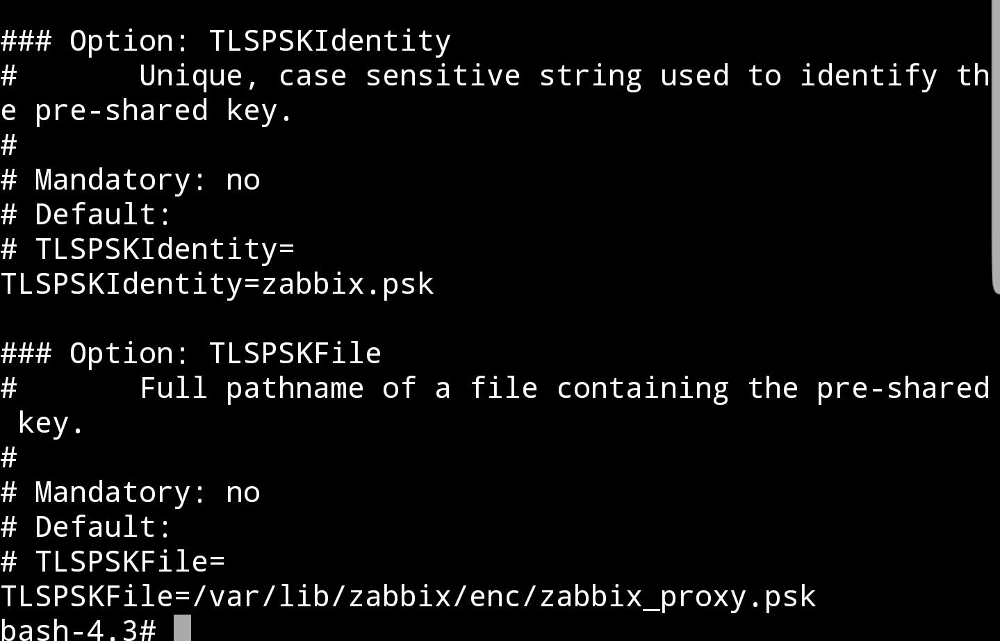 ### Option: TLSPSKIdentity
#       Unique, case sensitive string used to identify th
e pre-shared key.
#
# Mandatory: no
# Default:
# TLSPSKIdentity=
TLSPSKIdentity=zabbix.psk
### Option: TLSPSKFile
#       Full pathname of a file containing the pre-shared
 key.
#
# Mandatory: no
# Default:
# TLSPSKFile=
TLSPSKFile=/var/lib/zabbix/enc/zabbix_proxy.psk
bash-4.3#